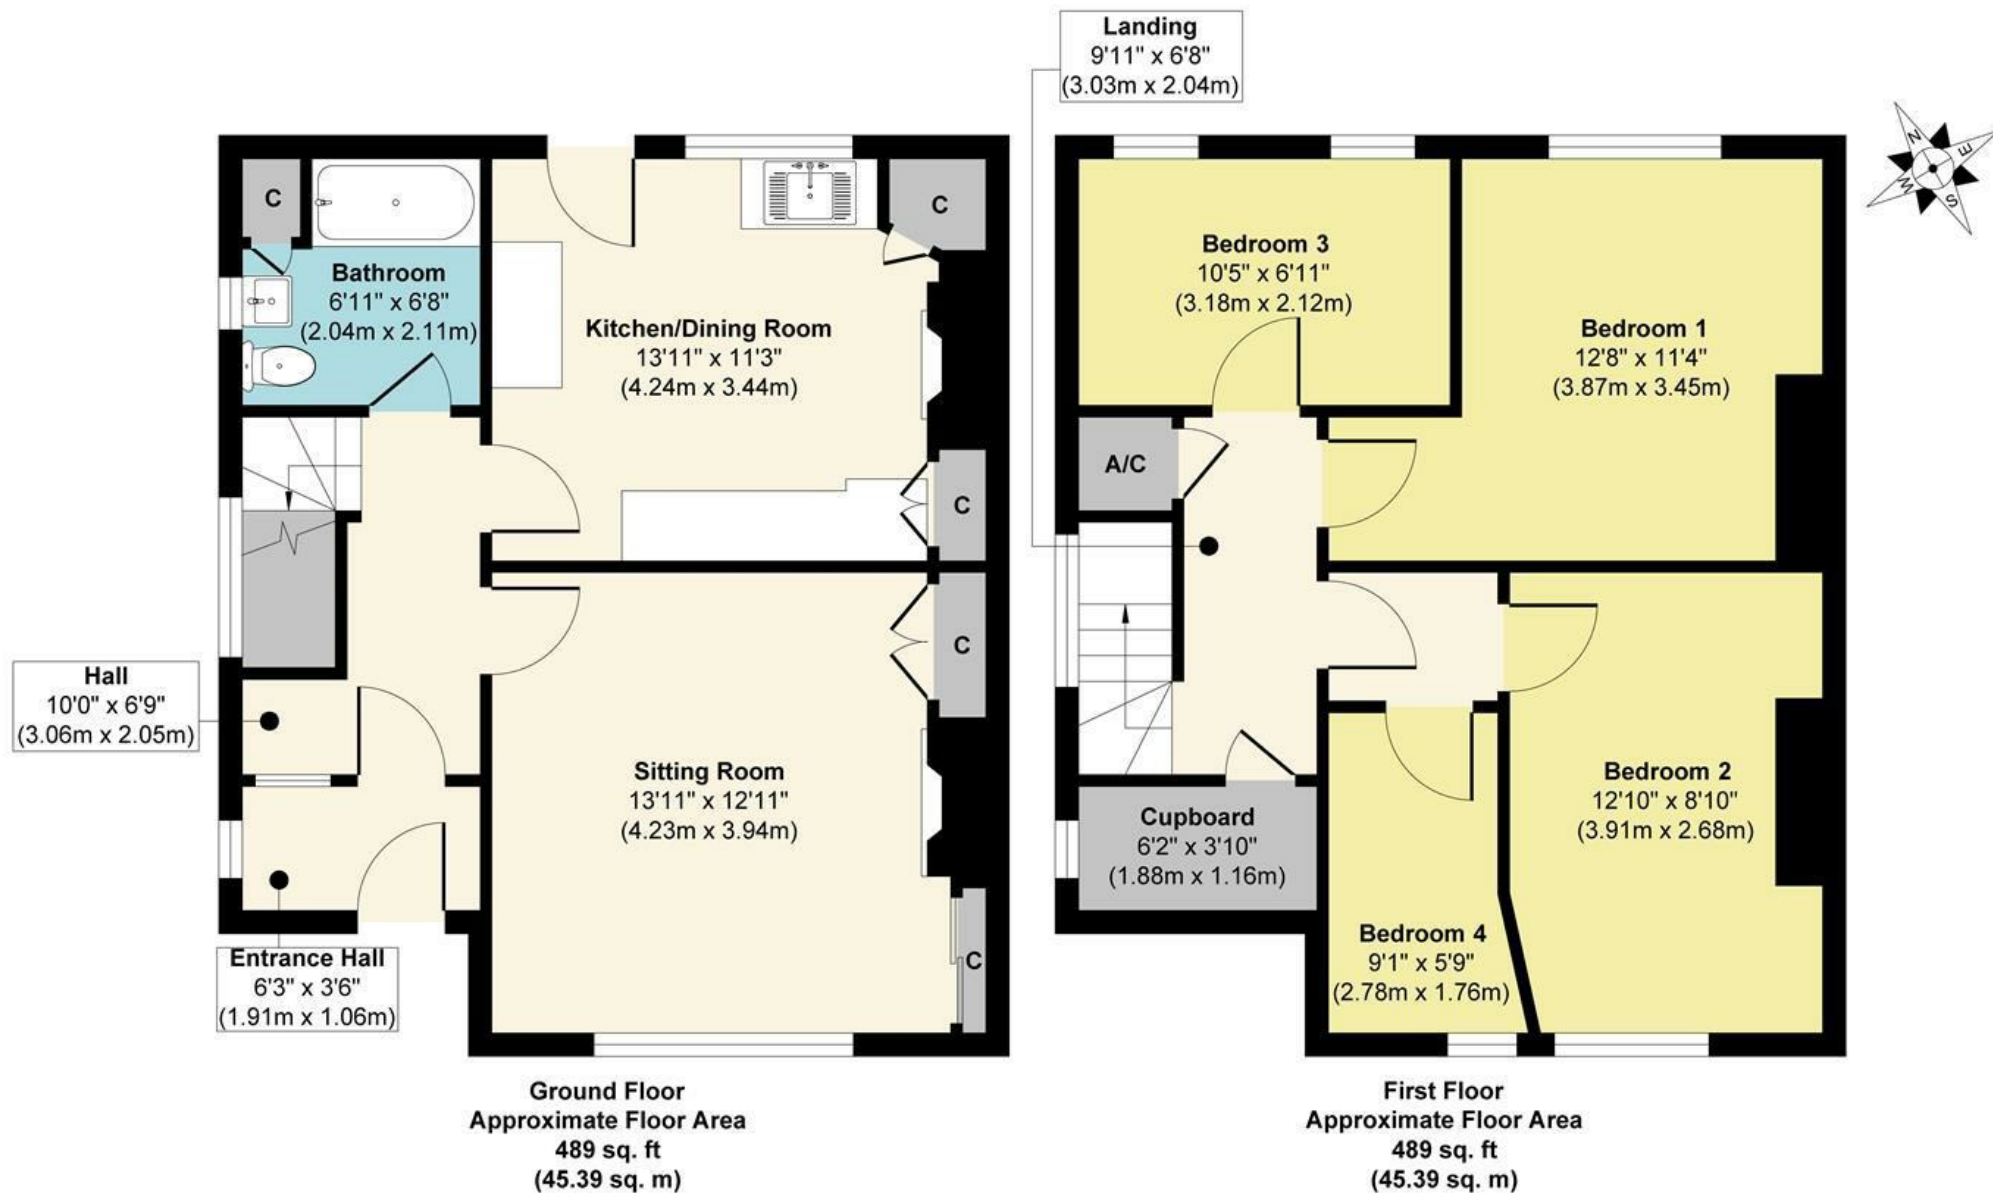 Landing
9'11" x 6'8"
(3.03m x 2.04m)
N
E
S
W
C
Bathroom
6'11" x 6'8"
(2.04m x 2.11m)
Kitchen/Dining Room
13'11" x 11'3"
(4.24m x 3.44m)
C
C
C
Hall
10'0" x 6'9"
(3.06m x 2.05m)
Sitting Room
13'11" x 12'11"
(4.23m x 3.94m)
C
Entrance Hall
6'3" x 3'6"
(1.91m x 1.06m)
Ground Floor
Approximate Floor Area
489 sq. ft
(45.39 sq. m)
Bedroom 3
10'5" x 6'11"
(3.18m x 2.12m)
Bedroom 1
12'8" x 11'4"
(3.87m x 3.45m)
A/C
Cupboard
6'2" x 3'10"
(1.88m x 1.16m)
Bedroom 2
12'10" x 8'10"
(3.91m x 2.68m)
Bedroom 4
9'1" x 5'9"
(2.78m x 1.76m)
First Floor
Approximate Floor Area
489 sq. ft
(45.39 sq. m)